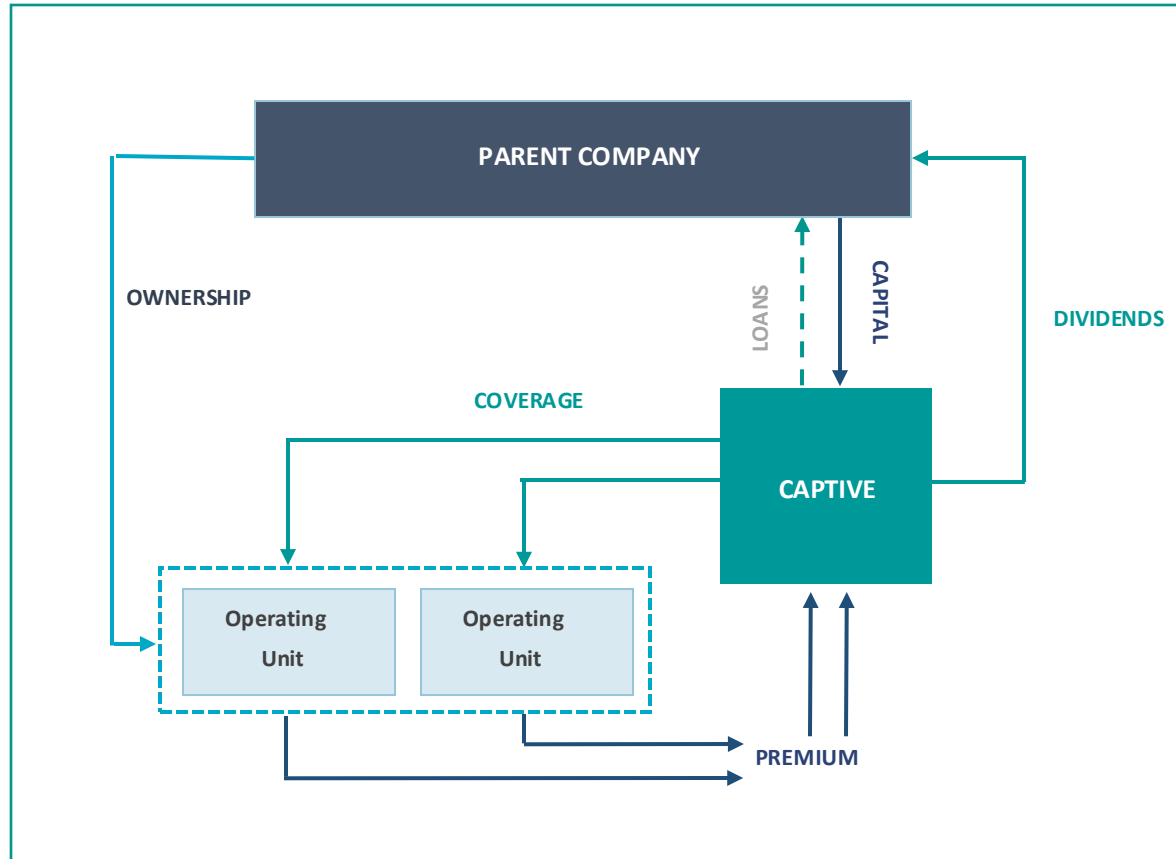 PARENT COMPANY
OWNERSHIP
LOANS
CAPITAL
DIVIDENDS
COVERAGE
CAPTIVE
Operating
Unit
Operating
Unit
PREMIUM